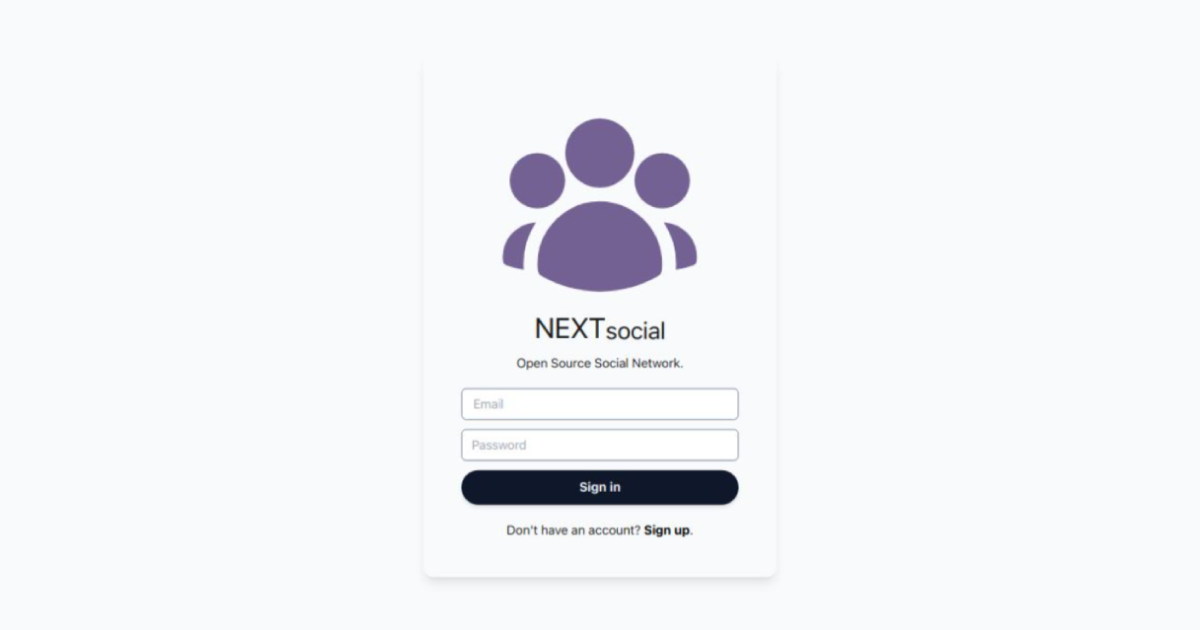 NEXTsocial
Open Source Social Network.
Email
Password
Sign in
Don't have an account? Sign up.